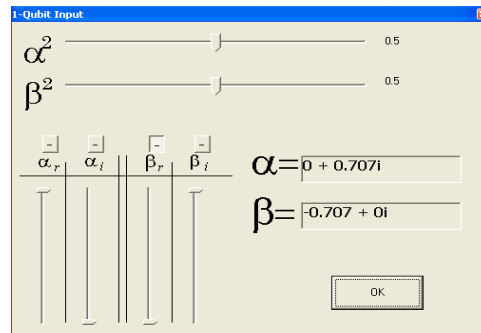 1-Qubit Input
α² 0.5
β² 0.5
- - - -
αᵣ αᵢ βᵣ βᵢ
α= 0 + 0.707i
β= -0.707 + 0i
OK